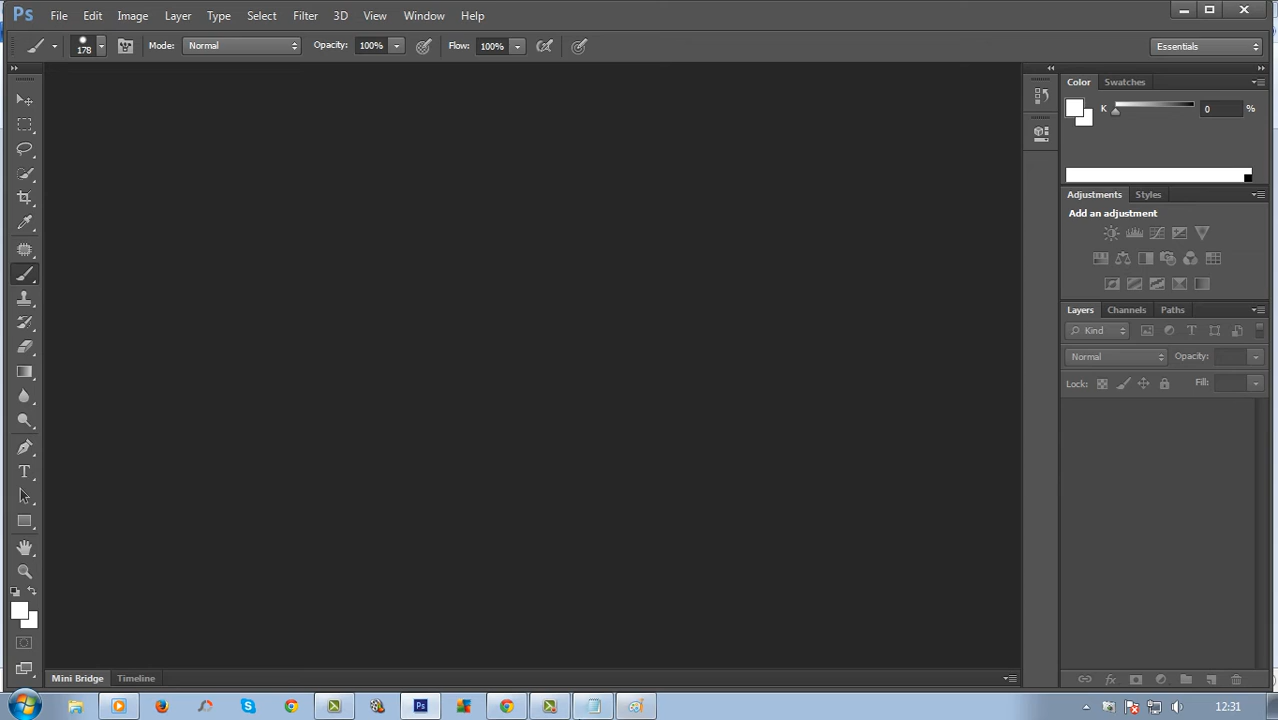 Ps File Edit Image Layer Type Select Filter 3D View Window Help
178 Mode: Normal Opacity: 100% Flow: 100% Essentials
Color Swatches
K 0 %
Adjustments Styles
Add an adjustment
Layers Channels Paths
Kind T
Normal Opacity:
Lock: Fill:
T
fx
Mini Bridge Timeline
Ps 12:31